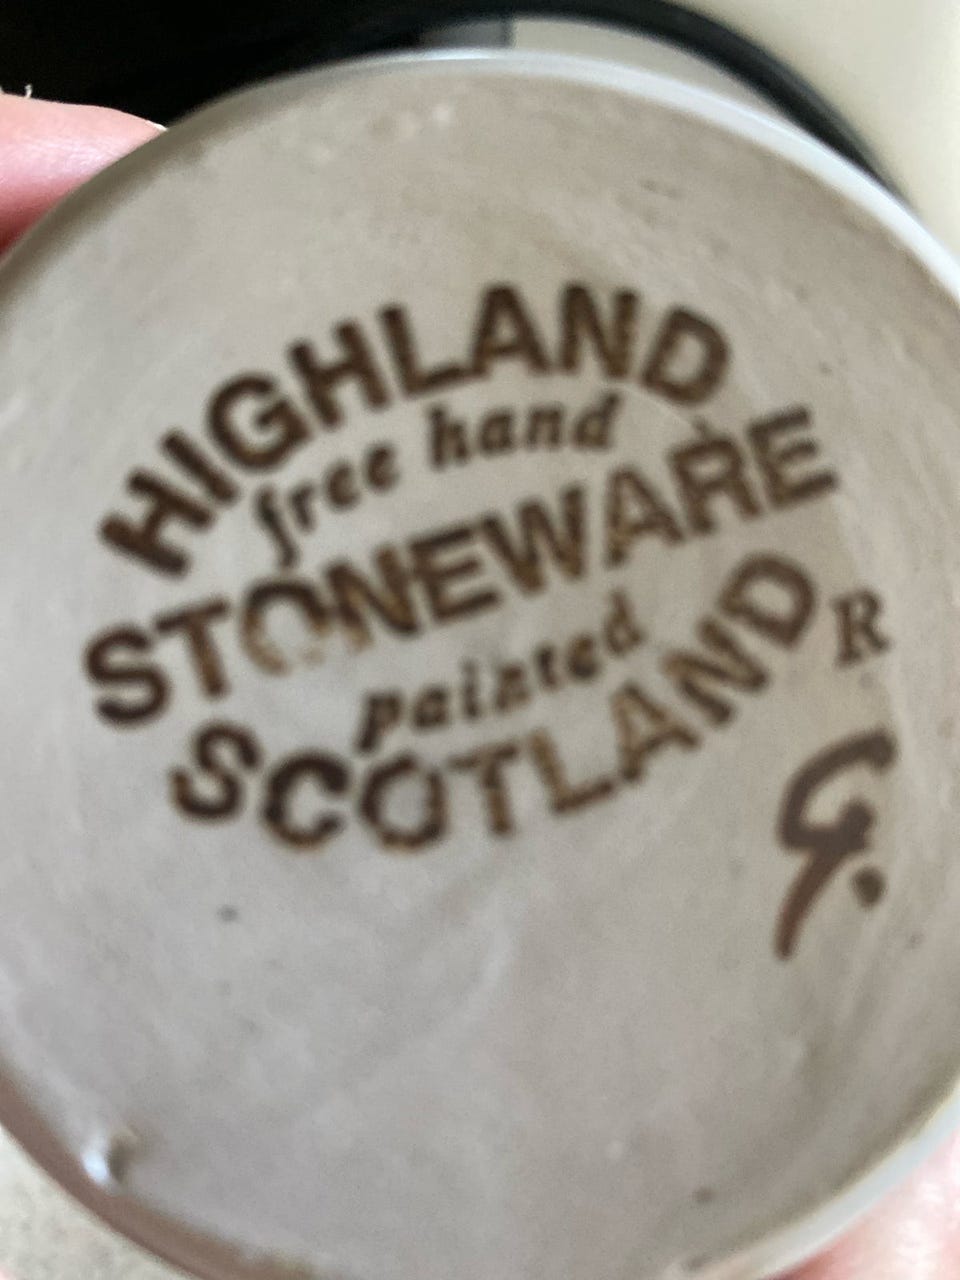 HIGHLAND
free hand
STONEWARE
painted
SCOTLAND
R
G.